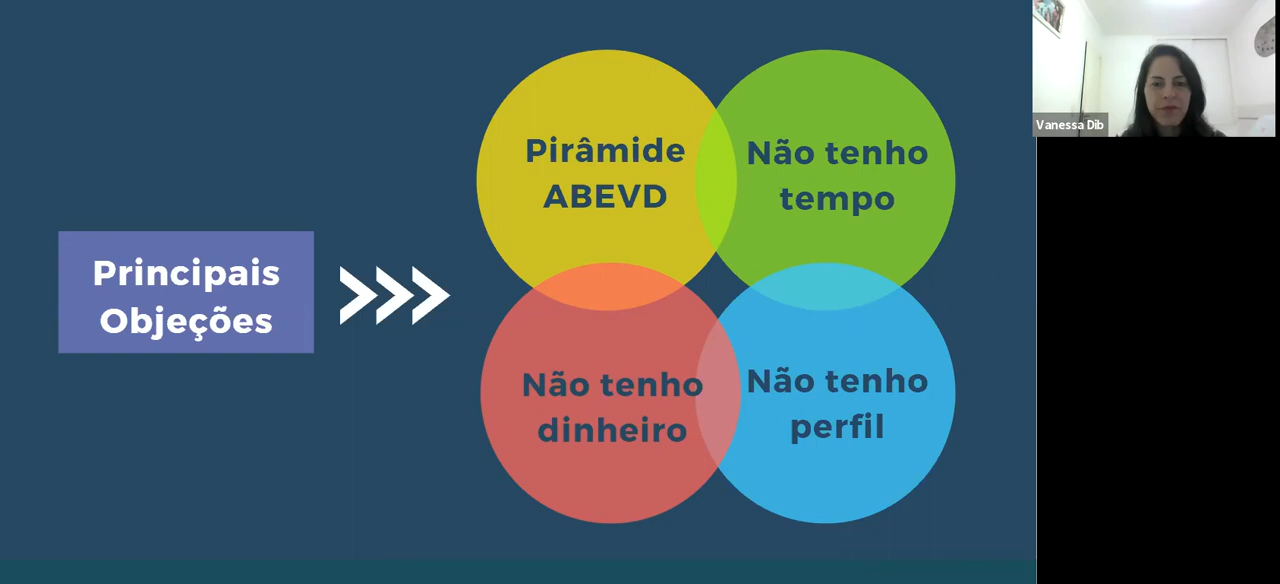 Principais
Objeções
Pirâmide
ABEVD
Não tenho
tempo
Não tenho
dinheiro
Não tenho
perfil
Vanessa Dib